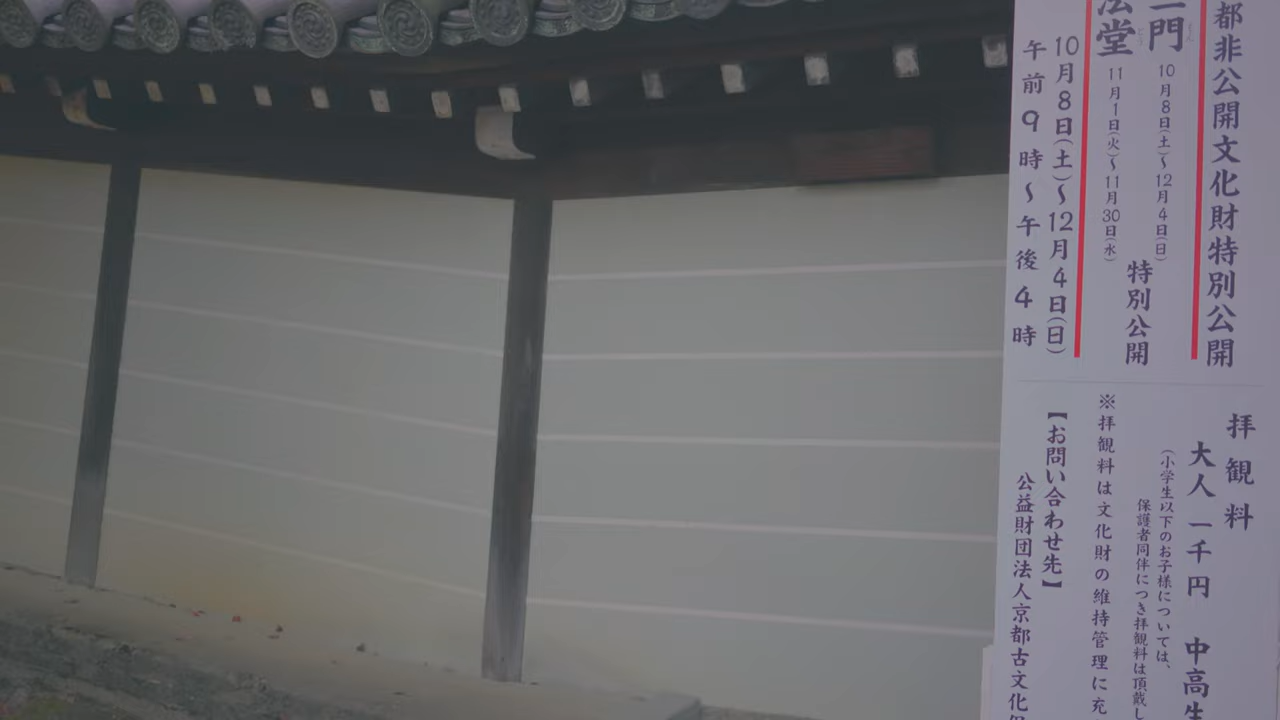 都非公開文化財特別公開
門
10月8日(土)〜12月4日(日)
法堂
11月1日(火)〜11月30日(水)
特別公開
10月8日(土)〜12月4日(日)
午前9時〜午後4時
拝観料
大人 一千円 中高生
(小学生以下のお子様については、
保護者同伴につき拝観料は頂戴し
※拝観料は文化財の維持管理に充
【お問い合わせ先】
公益財団法人京都古文化保